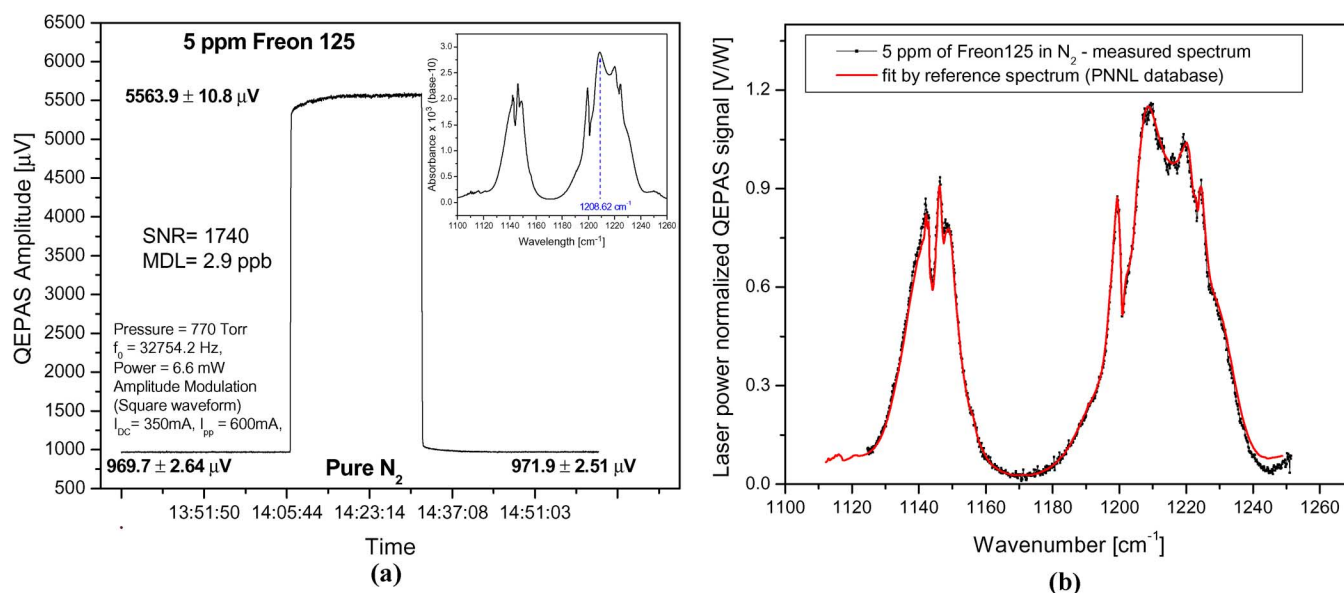 6500
6000
5500
5000
4500
4000
3500
3000
2500
2000
1500
1000
500
QEPAS Amplitude [µV]
5 ppm Freon 125
5563.9 ± 10.8 µV
SNR= 1740
MDL= 2.9 ppb
Pressure = 770 Torr
f₀ = 32754.2 Hz,
Power = 6.6 mW
Amplitude Modulation
(Square waveform)
I_DC= 350mA, I_pp = 600mA,
969.7 ± 2.64 µV
Pure N₂
971.9 ± 2.51 µV
13:51:50 14:05:44 14:23:14 14:37:08 14:51:03
Time
(a)
Absorbance x 10³ (base-10)
3.0
2.5
2.0
1.5
1.0
0.5
0.0
1208.62 cm⁻¹
1100 1120 1140 1160 1180 1200 1220 1240 1260
Wavelength [cm⁻¹]
Laser power normalized QEPAS signal [V/W]
1.2
0.9
0.6
0.3
0.0
5 ppm of Freon125 in N₂ - measured spectrum
fit by reference spectrum (PNNL database)
1100 1120 1140 1160 1180 1200 1220 1240 1260
Wavenumber [cm⁻¹]
(b)